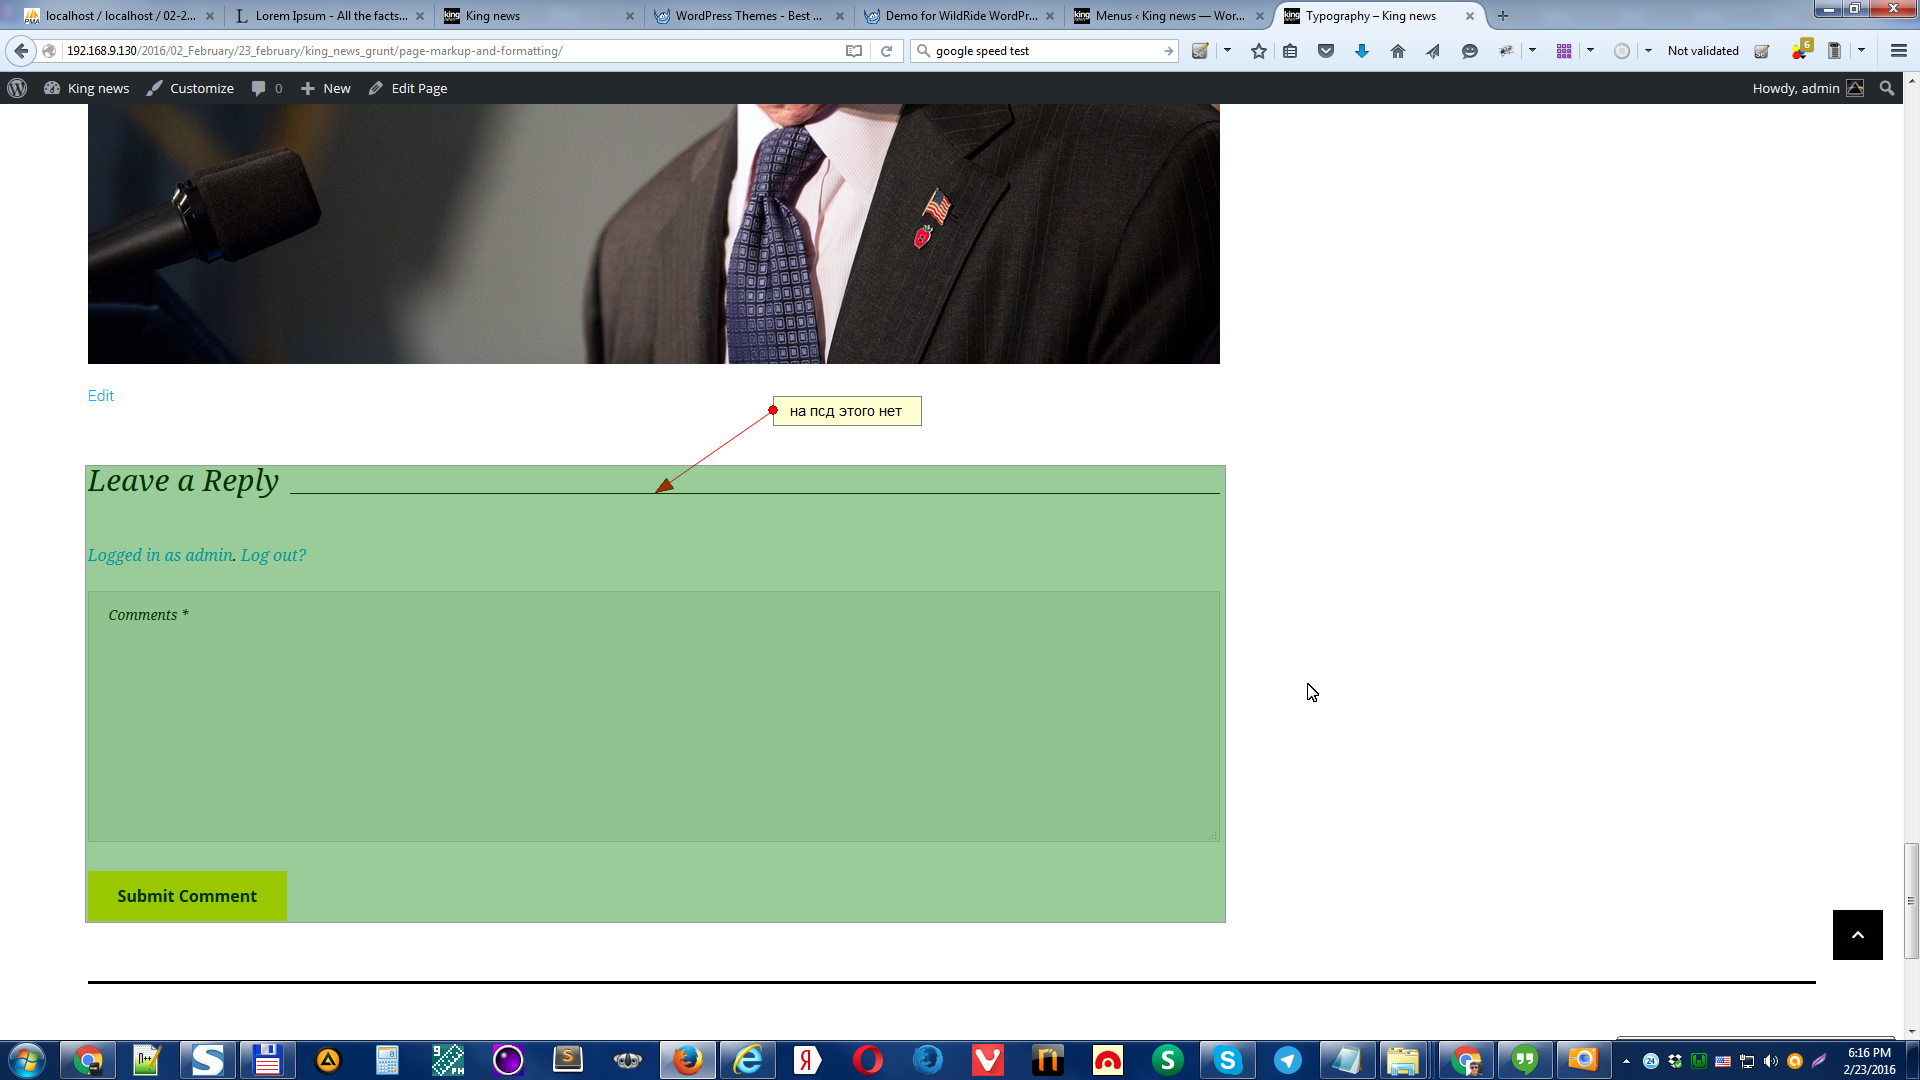 localhost / localhost / 02-2...
Lorem Ipsum - All the facts...
King news
WordPress Themes - Best ...
Demo for WildRide WordPr...
Menus ‹ King news — Wor...
Typography – King news
192.168.9.130/2016/02_February/23_february/king_news_grunt/page-markup-and-formatting/
google speed test
Not validated
6
King news
Customize
0
New
Edit Page
Howdy, admin
Edit
на псд этого нет
Leave a Reply
Logged in as admin. Log out?
Comments *
Submit Comment
6:16 PM
2/23/2016